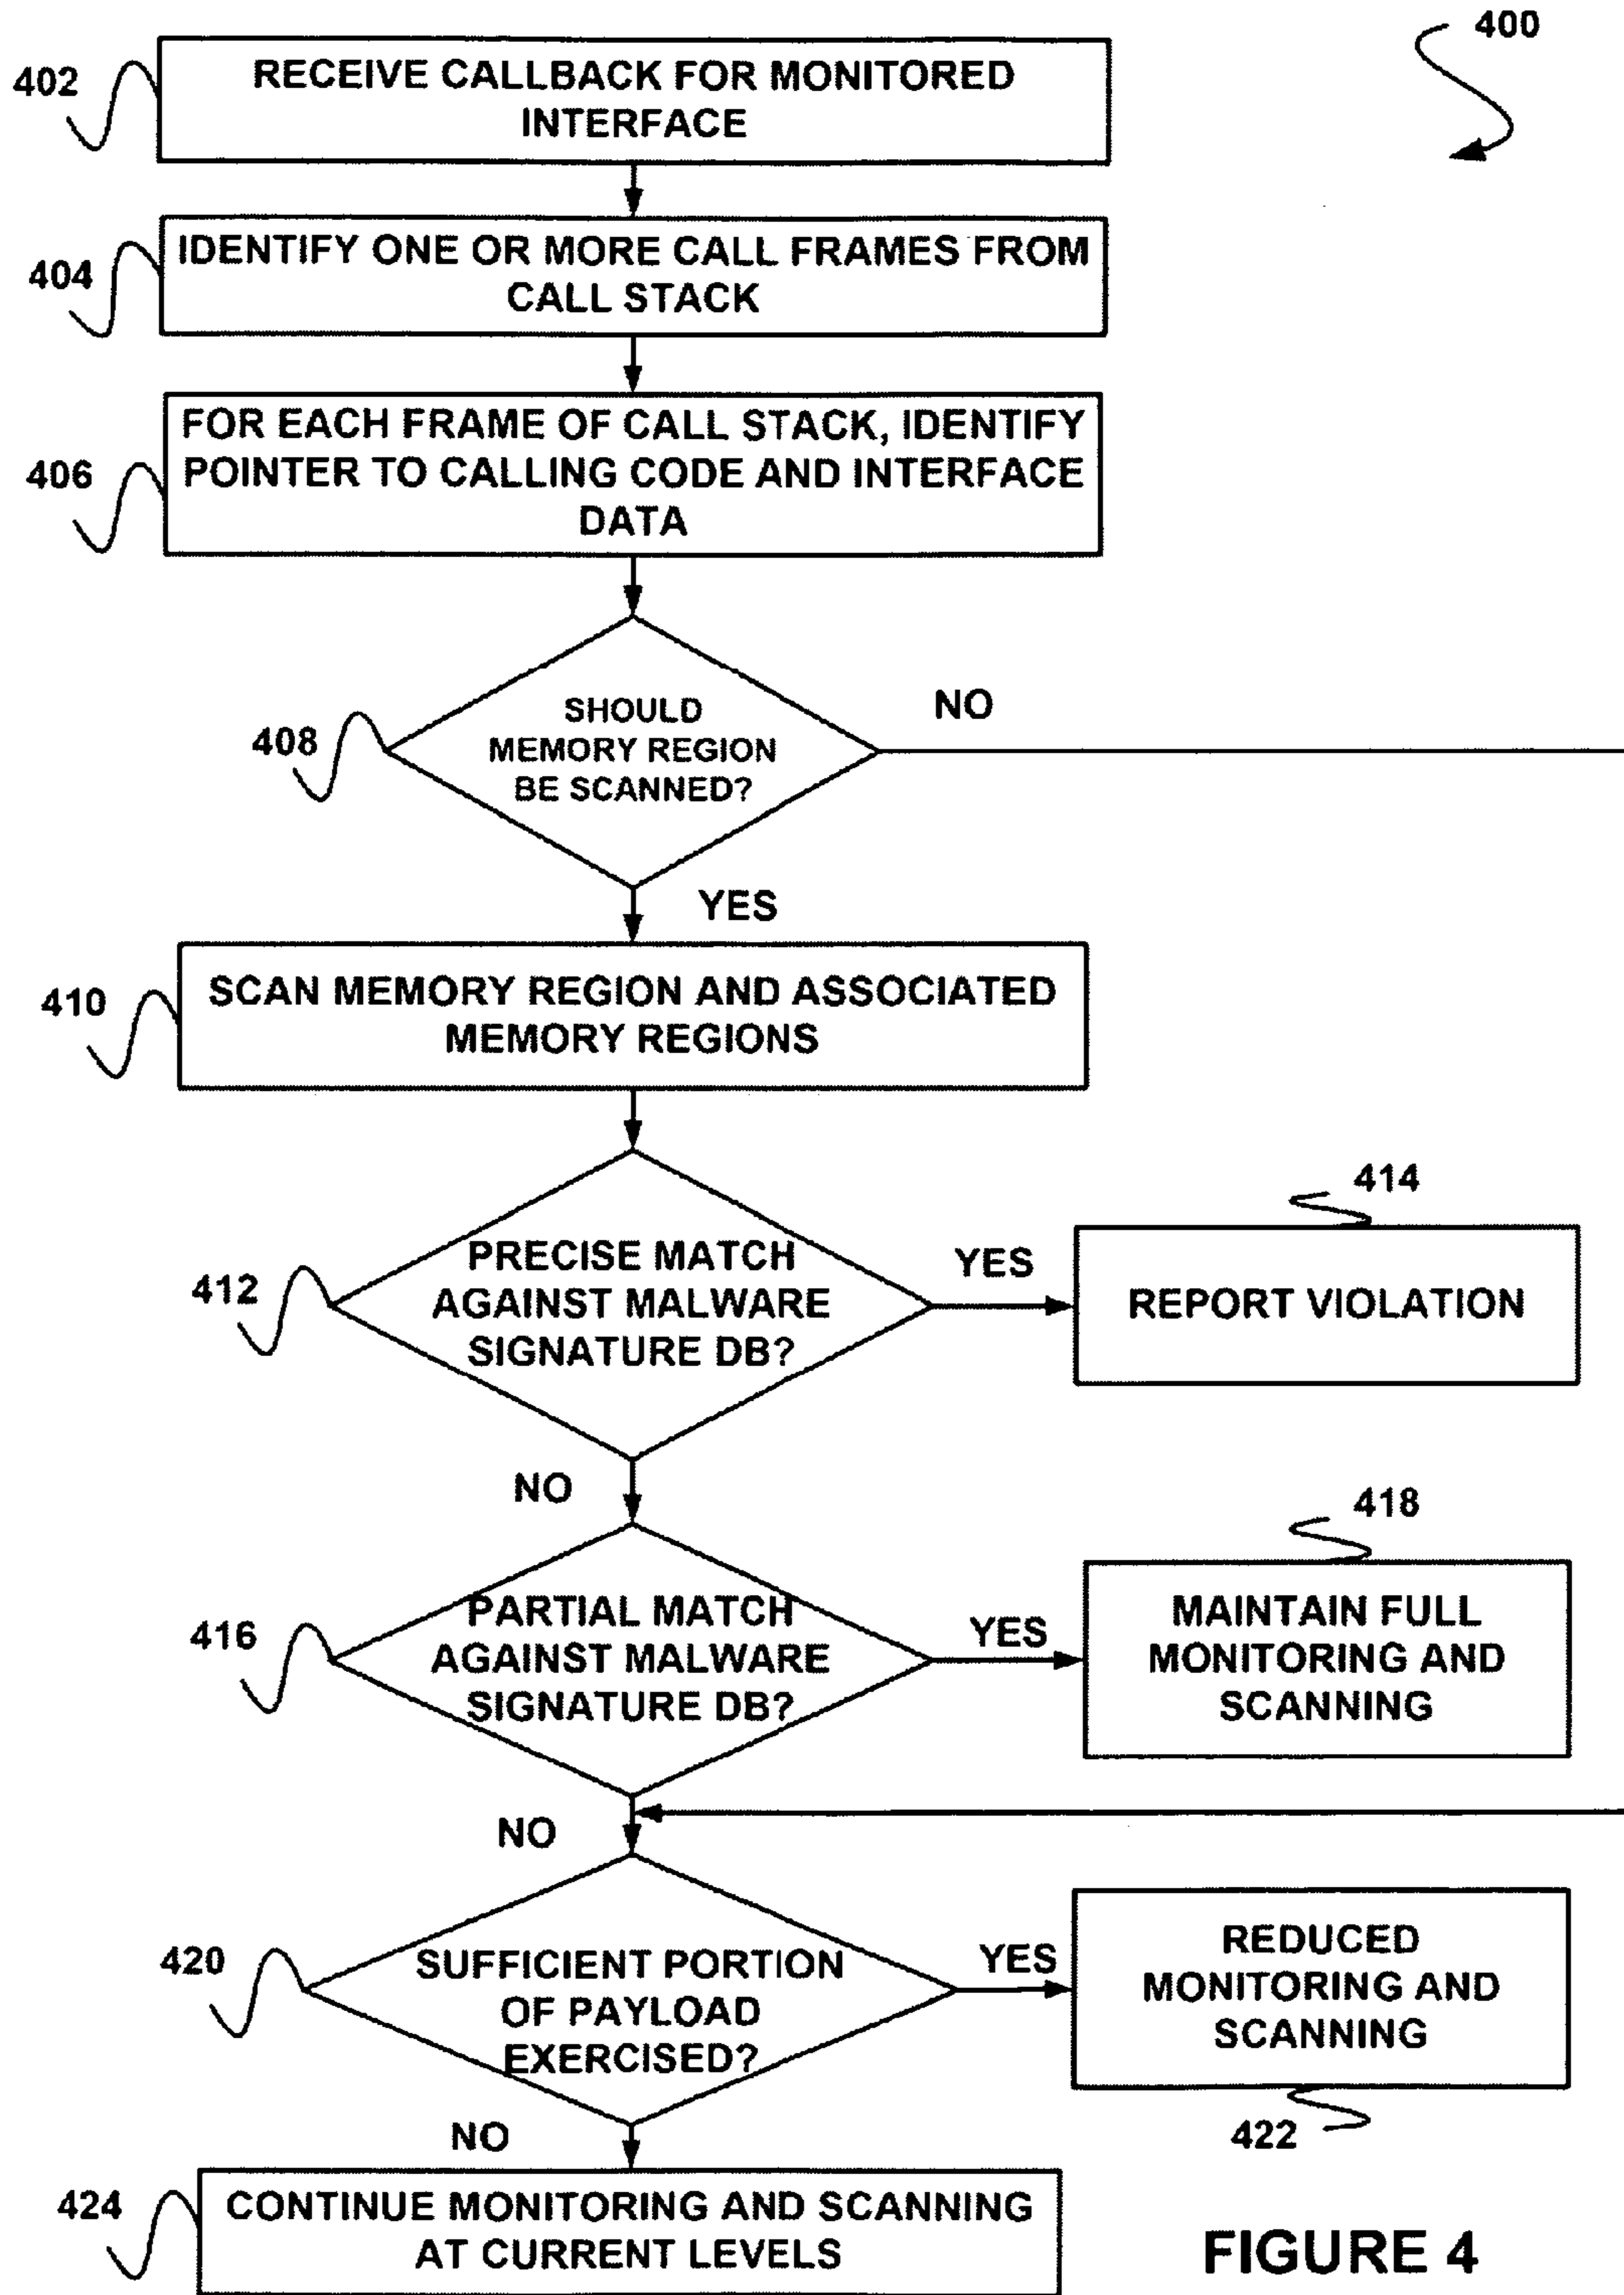 400
402
RECEIVE CALLBACK FOR MONITORED
INTERFACE
404
IDENTIFY ONE OR MORE CALL FRAMES FROM
CALL STACK
406
FOR EACH FRAME OF CALL STACK, IDENTIFY
POINTER TO CALLING CODE AND INTERFACE
DATA
408
SHOULD
MEMORY REGION
BE SCANNED?
NO
YES
410
SCAN MEMORY REGION AND ASSOCIATED
MEMORY REGIONS
412
PRECISE MATCH
AGAINST MALWARE
SIGNATURE DB?
YES
414
REPORT VIOLATION
NO
416
PARTIAL MATCH
AGAINST MALWARE
SIGNATURE DB?
YES
418
MAINTAIN FULL
MONITORING AND
SCANNING
NO
420
SUFFICIENT PORTION
OF PAYLOAD
EXERCISED?
YES
REDUCED
MONITORING AND
SCANNING
422
NO
424
CONTINUE MONITORING AND SCANNING
AT CURRENT LEVELS
FIGURE 4